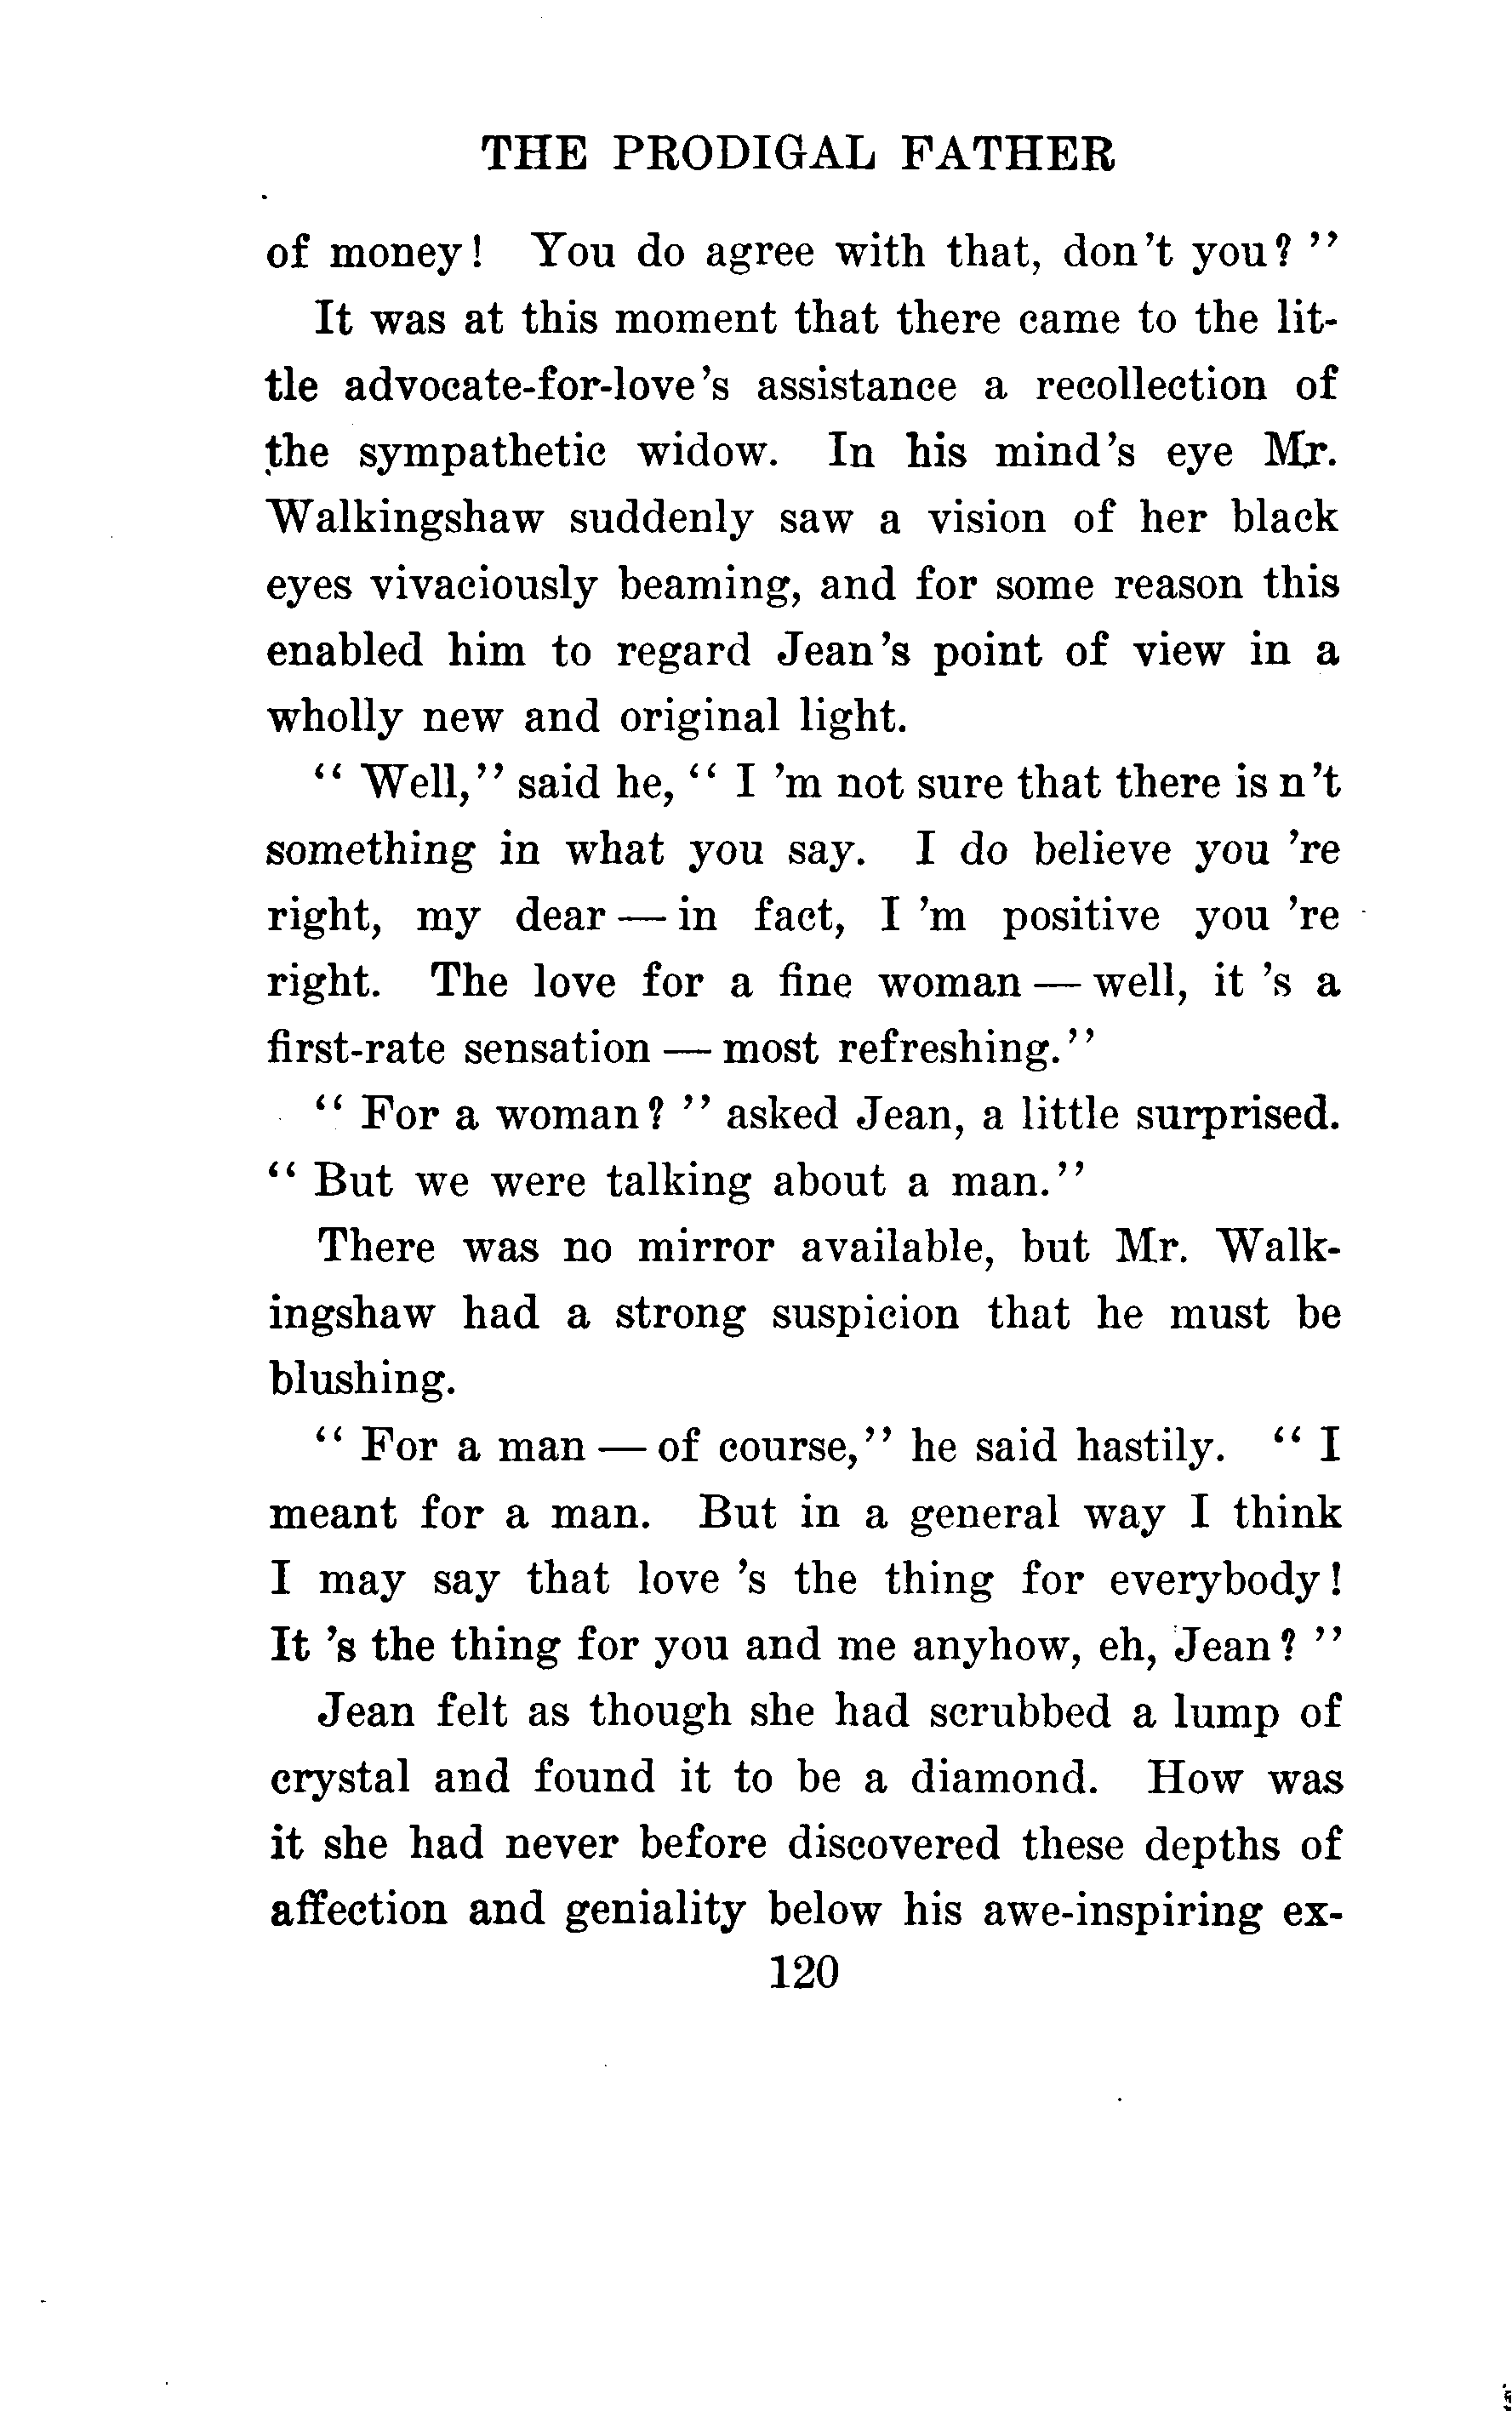 THE PRODIGAL FATHER
of money! You do agree with that, don't you?"
It was at this moment that there came to the lit-
tle advocate-for-love's assistance a recollection of
the sympathetic widow. In his mind's eye Mr.
Walkingshaw suddenly saw a vision of her black
eyes vivaciously beaming, and for some reason this
enabled him to regard Jean's point of view in a
wholly new and original light.
"Well," said he, "I 'm not sure that there is n't
something in what you say. I do believe you 're
right, my dear — in fact, I 'm positive you 're
right. The love for a fine woman — well, it 's a
first-rate sensation — most refreshing."
"For a woman?" asked Jean, a little surprised.
"But we were talking about a man."
There was no mirror available, but Mr. Walk-
ingshaw had a strong suspicion that he must be
blushing.
"For a man — of course," he said hastily. "I
meant for a man. But in a general way I think
I may say that love 's the thing for everybody!
It 's the thing for you and me anyhow, eh, Jean?"
Jean felt as though she had scrubbed a lump of
crystal and found it to be a diamond. How was
it she had never before discovered these depths of
affection and geniality below his awe-inspiring ex-
120